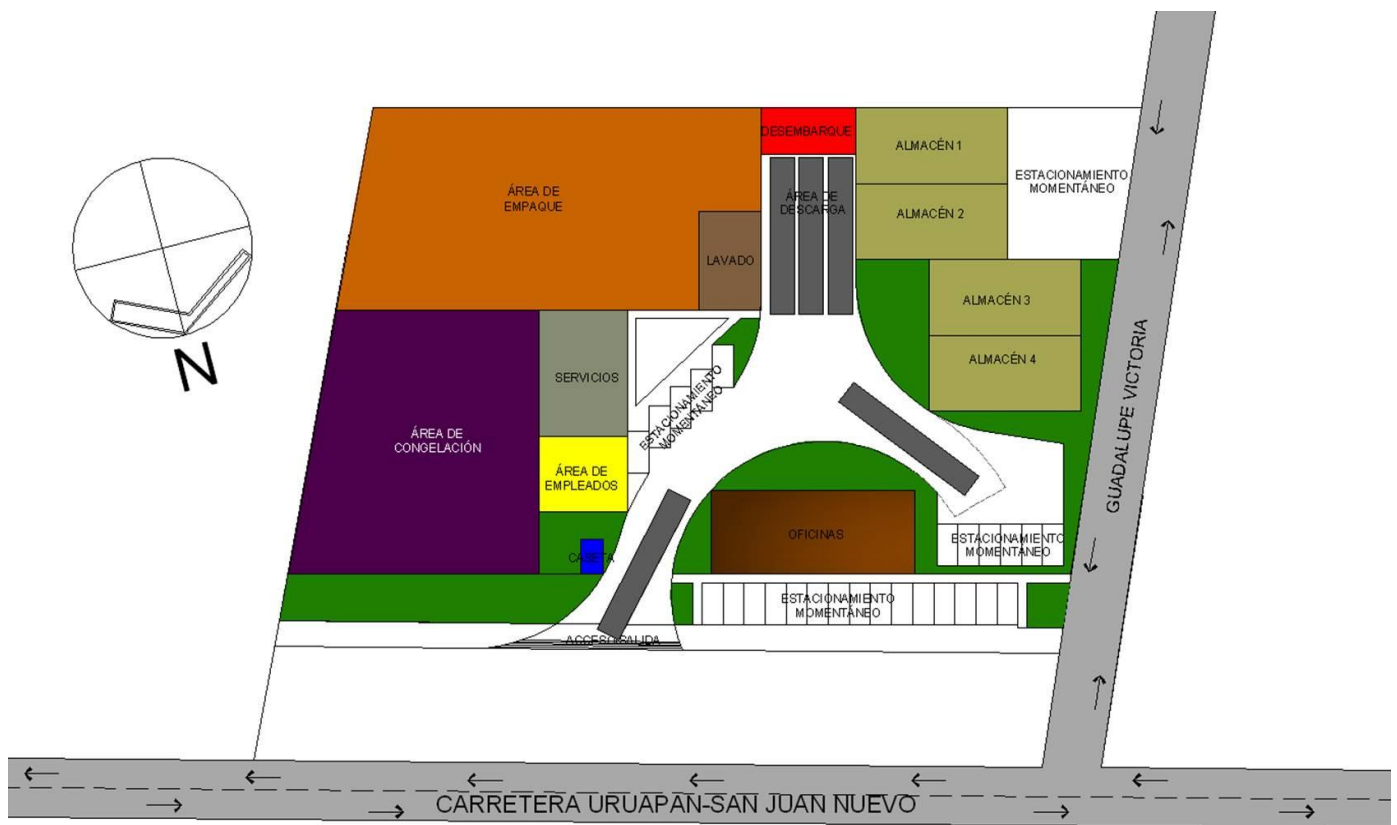 DESEMBARQUE
ALMACÉN 1
ESTACIONAMIENTO
MOMENTÁNEO
ÁREA DE
EMPAQUE
ÁREA DE
DESCARGA
ALMACÉN 2
LAVADO
ALMACÉN 3
ALMACÉN 4
SERVICIOS
ESTACIONAMIENTO
MOMENTÁNEO
ÁREA DE
CONGELACIÓN
ÁREA DE
EMPLEADOS
GUADALUPE VICTORIA
N
CASETA
OFICINAS
ESTACIONAMIENTO
MOMENTÁNEO
ESTACIONAMIENTO
MOMENTÁNEO
ACCESO/SALIDA
CARRETERA URUAPAN-SAN JUAN NUEVO